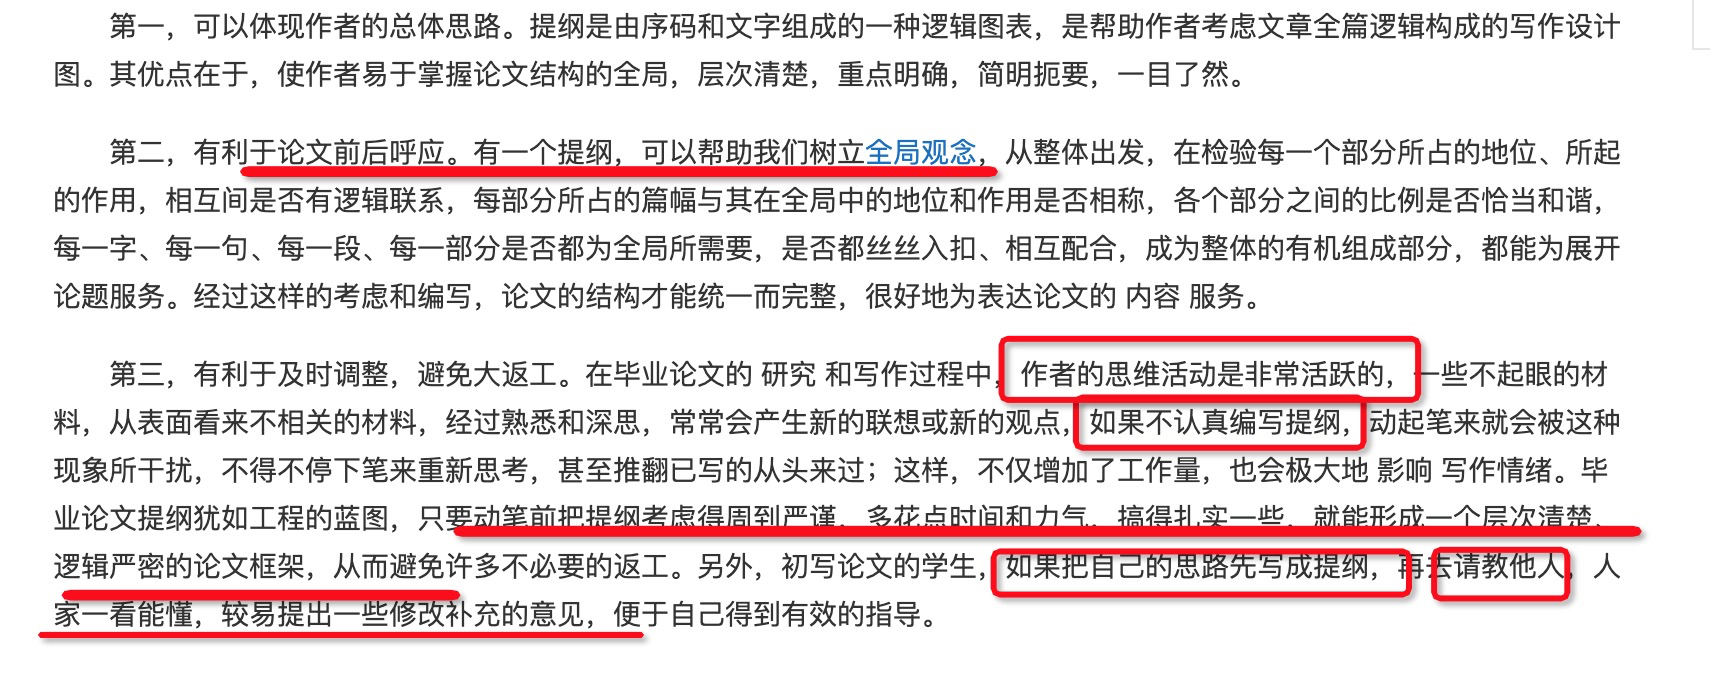 第一，可以体现作者的总体思路。提纲是由序码和文字组成的一种逻辑图表，是帮助作者考虑文章全篇逻辑构成的写作设计
图。其优点在于，使作者易于掌握论文结构的全局，层次清楚，重点明确，简明扼要，一目了然。
第二，有利于论文前后呼应。有一个提纲，可以帮助我们树立全局观念，从整体出发，在检验每一个部分所占的地位、所起
的作用，相互间是否有逻辑联系，每部分所占的篇幅与其在全局中的地位和作用是否相称，各个部分之间的比例是否恰当和谐，
每一字、每一句、每一段、每一部分是否都为全局所需要，是否都丝丝入扣、相互配合，成为整体的有机组成部分，都能为展开
论题服务。经过这样的考虑和编写，论文的结构才能统一而完整，很好地为表达论文的 内容 服务。
第三，有利于及时调整，避免大返工。在毕业论文的 研究 和写作过程中，作者的思维活动是非常活跃的，一些不起眼的材
料，从表面看来不相关的材料，经过熟悉和深思，常常会产生新的联想或新的观点，如果不认真编写提纲，动起笔来就会被这种
现象所干扰，不得不停下笔来重新思考，甚至推翻已写的从头来过；这样，不仅增加了工作量，也会极大地 影响 写作情绪。毕
业论文提纲犹如工程的蓝图，只要动笔前把提纲考虑得周到严谨，多花点时间和力气，搞得扎实一些，就能形成一个层次清楚、
逻辑严密的论文框架，从而避免许多不必要的返工。另外，初写论文的学生，如果把自己的思路先写成提纲，再去请教他人，人
家一看能懂，较易提出一些修改补充的意见，便于自己得到有效的指导。